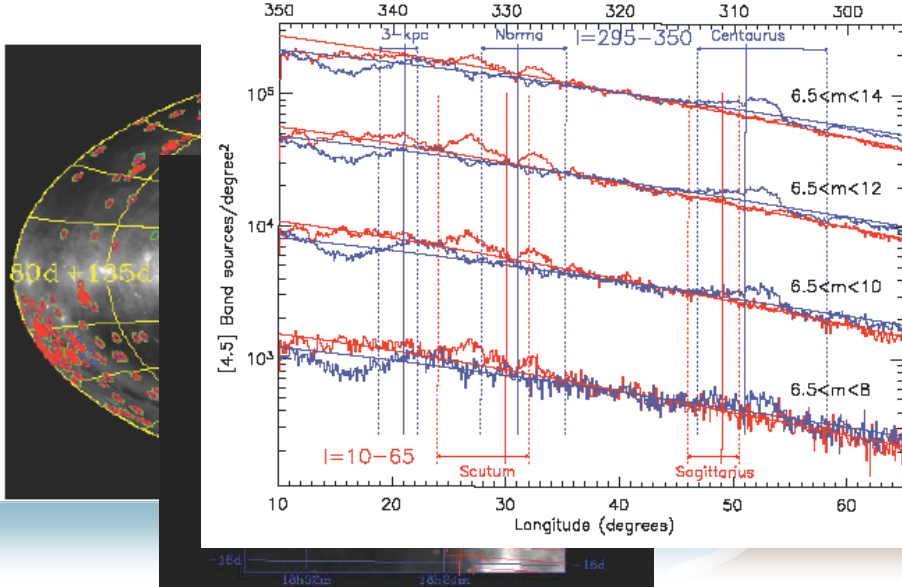 350 340 330 320 310 300
3-kpc Norma l=295-350 Centaurus
6.5<m<14
6.5<m<12
6.5<m<10
6.5<m<8
10⁵
10⁴
10³
[4.5] Band sources/degree²
l=10-65
Scutum Sagittarius
10 20 30 40 50 60
Longitude (degrees)
+135d
-16d -16d
18h32m 18h24m